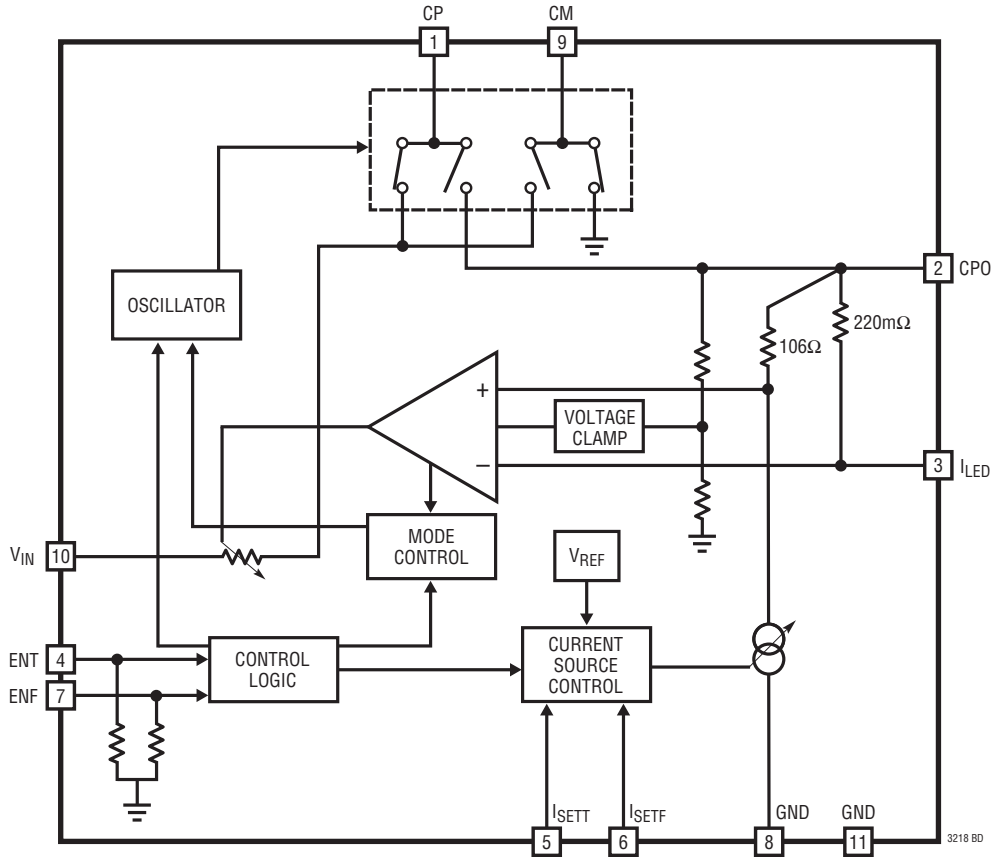 CP CM
1 9
OSCILLATOR
2 CPO
106Ω 220mΩ
+
VOLTAGE
CLAMP
−
3 ILED
MODE
CONTROL
VIN 10
VREF
ENT 4
ENF 7
CONTROL
LOGIC
CURRENT
SOURCE
CONTROL
ISETT ISETF GND GND
5 6 8 11
3218 BD